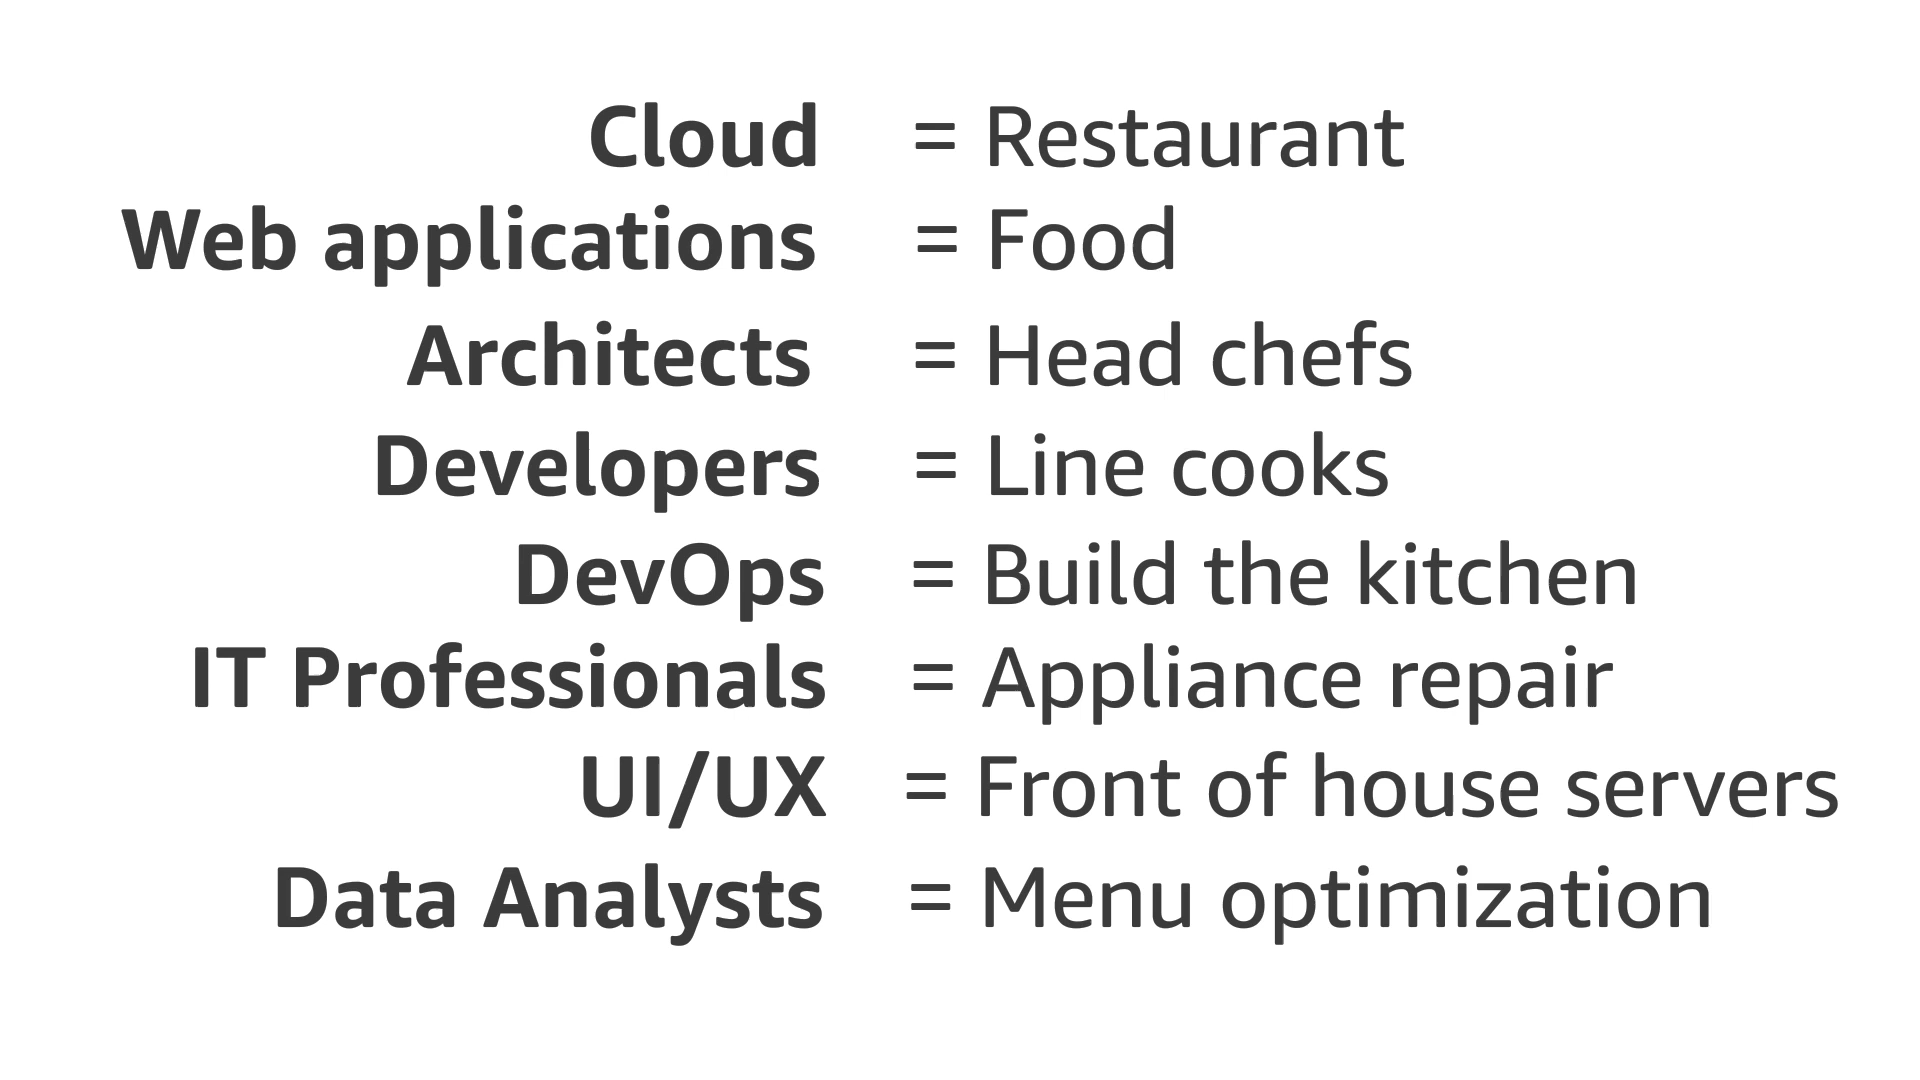 Cloud = Restaurant
Web applications = Food
Architects = Head chefs
Developers = Line cooks
DevOps = Build the kitchen
IT Professionals = Appliance repair
UI/UX = Front of house servers
Data Analysts = Menu optimization